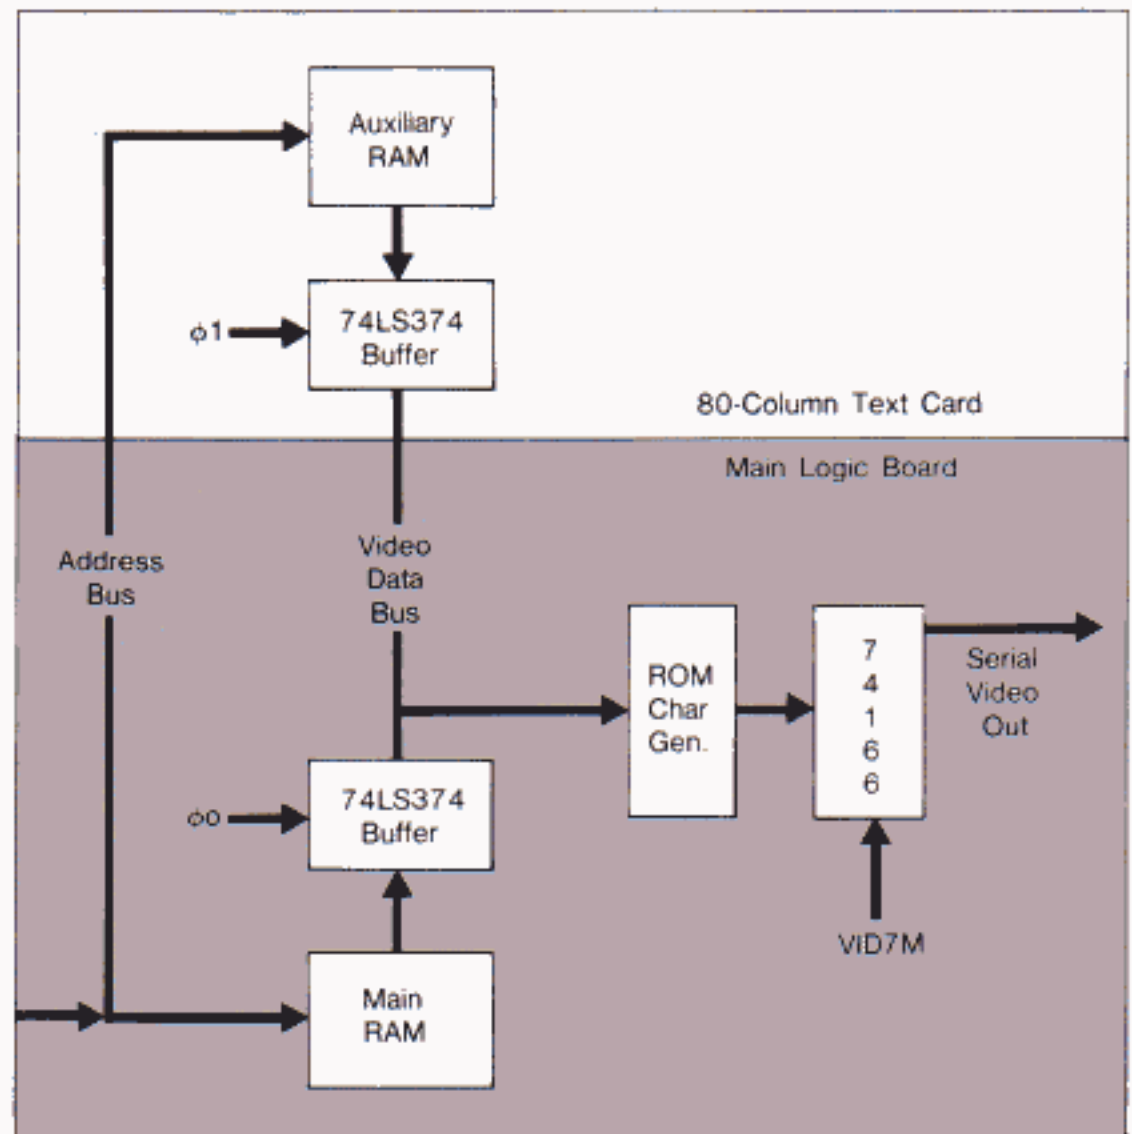 Auxiliary
RAM
ϕ1
74LS374
Buffer
80-Column Text Card
Main Logic Board
Address
Bus
Video
Data
Bus
ROM
Char
Gen.
7
4
1
6
6
Serial
Video
Out
ϕ0
74LS374
Buffer
VID7M
Main
RAM